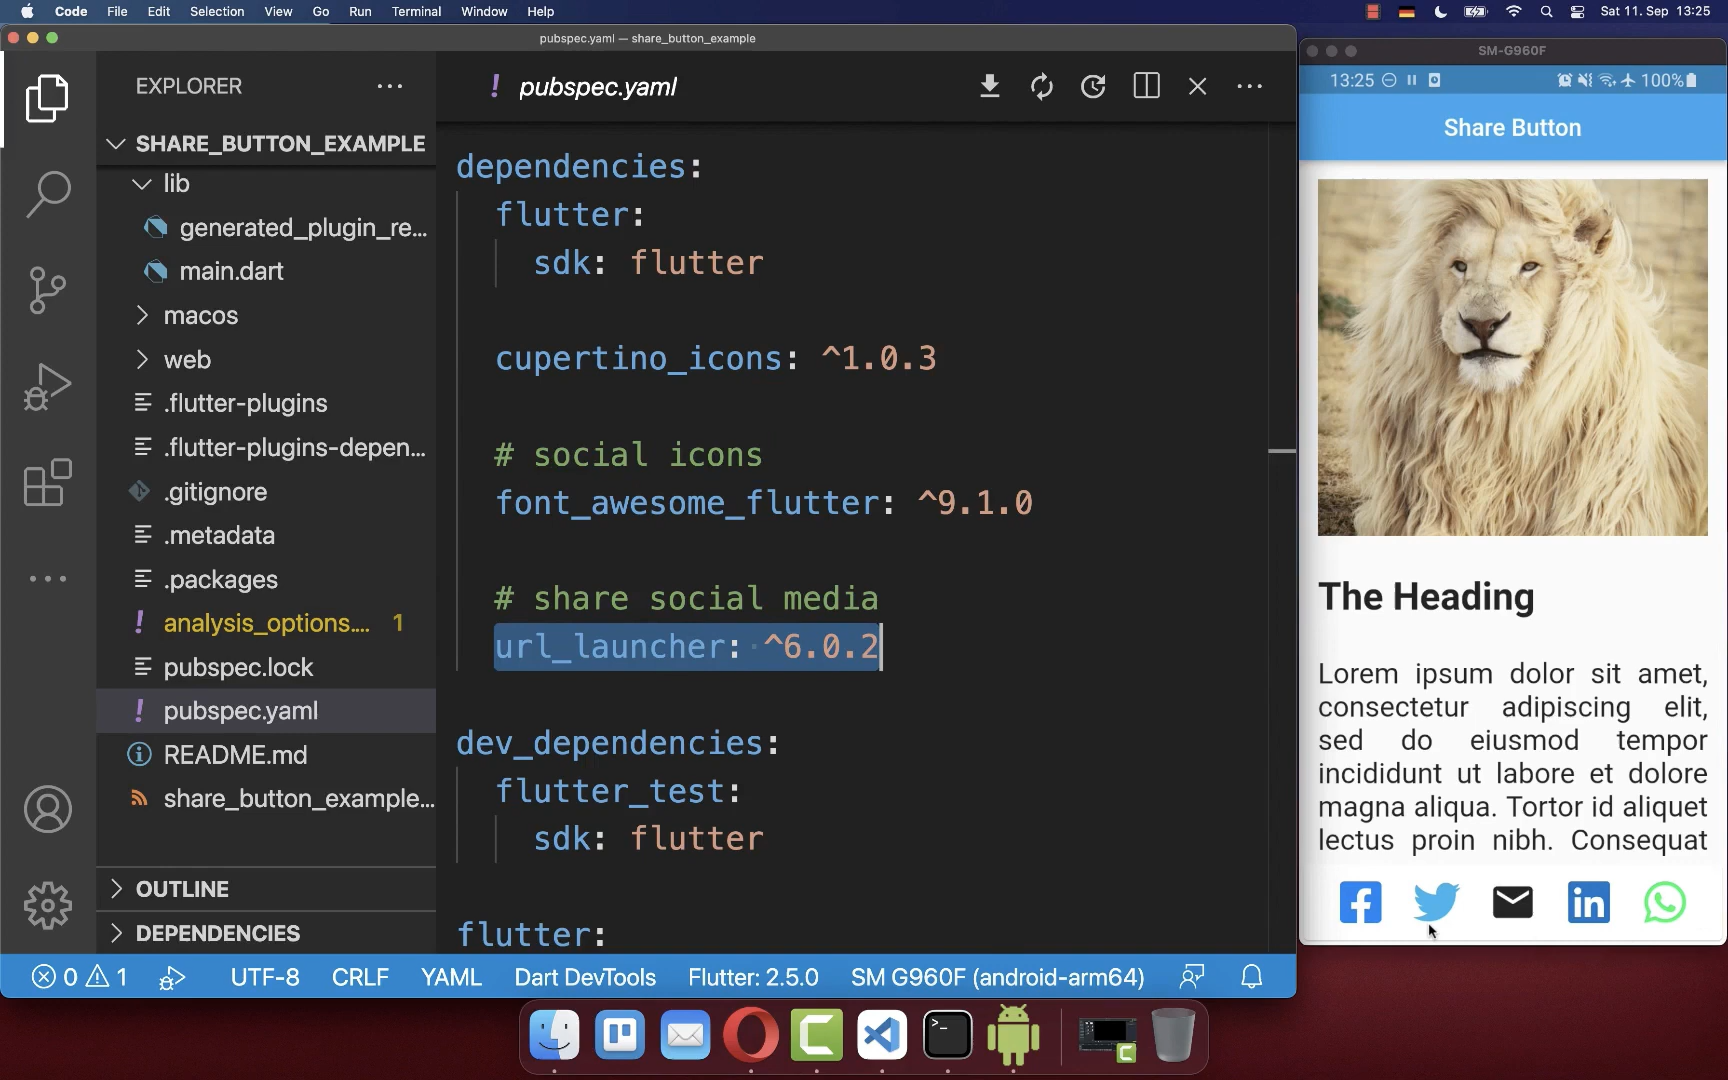 Code File Edit Selection View Go Run Terminal Window Help
Sat 11. Sep 13:25
pubspec.yaml — share_button_example
EXPLORER
SHARE_BUTTON_EXAMPLE
lib
generated_plugin_re...
main.dart
macos
web
.flutter-plugins
.flutter-plugins-depen...
.gitignore
.metadata
.packages
! analysis_options.... 1
pubspec.lock
! pubspec.yaml
README.md
share_button_example...
OUTLINE
DEPENDENCIES
! pubspec.yaml
dependencies:
flutter:
sdk: flutter
cupertino_icons: ^1.0.3
# social icons
font_awesome_flutter: ^9.1.0
# share social media
url_launcher: ^6.0.2
dev_dependencies:
flutter_test:
sdk: flutter
flutter:
0 1 UTF-8 CRLF YAML Dart DevTools Flutter: 2.5.0 SM G960F (android-arm64)
SM-G960F
13:25 100%
Share Button
The Heading
Lorem ipsum dolor sit amet,
consectetur adipiscing elit,
sed do eiusmod tempor
incididunt ut labore et dolore
magna aliqua. Tortor id aliquet
lectus proin nibh. Consequat
in